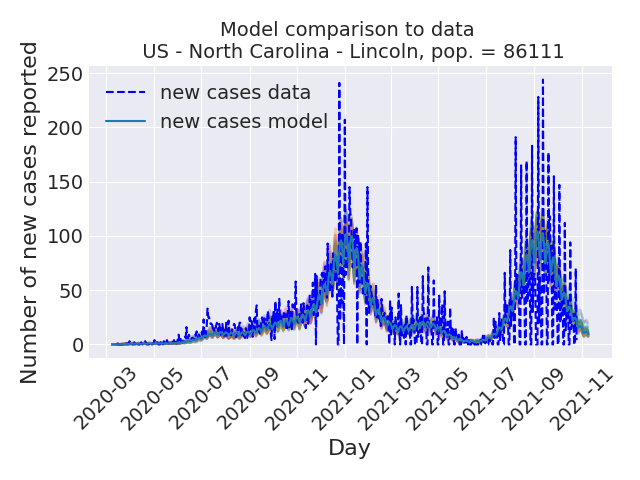 Model comparison to data
US - North Carolina - Lincoln, pop. = 86111
Number of new cases reported
250
200
150
100
50
0
new cases data
new cases model
2020-03
2020-05
2020-07
2020-09
2020-11
2021-01
2021-03
2021-05
2021-07
2021-09
2021-11
Day